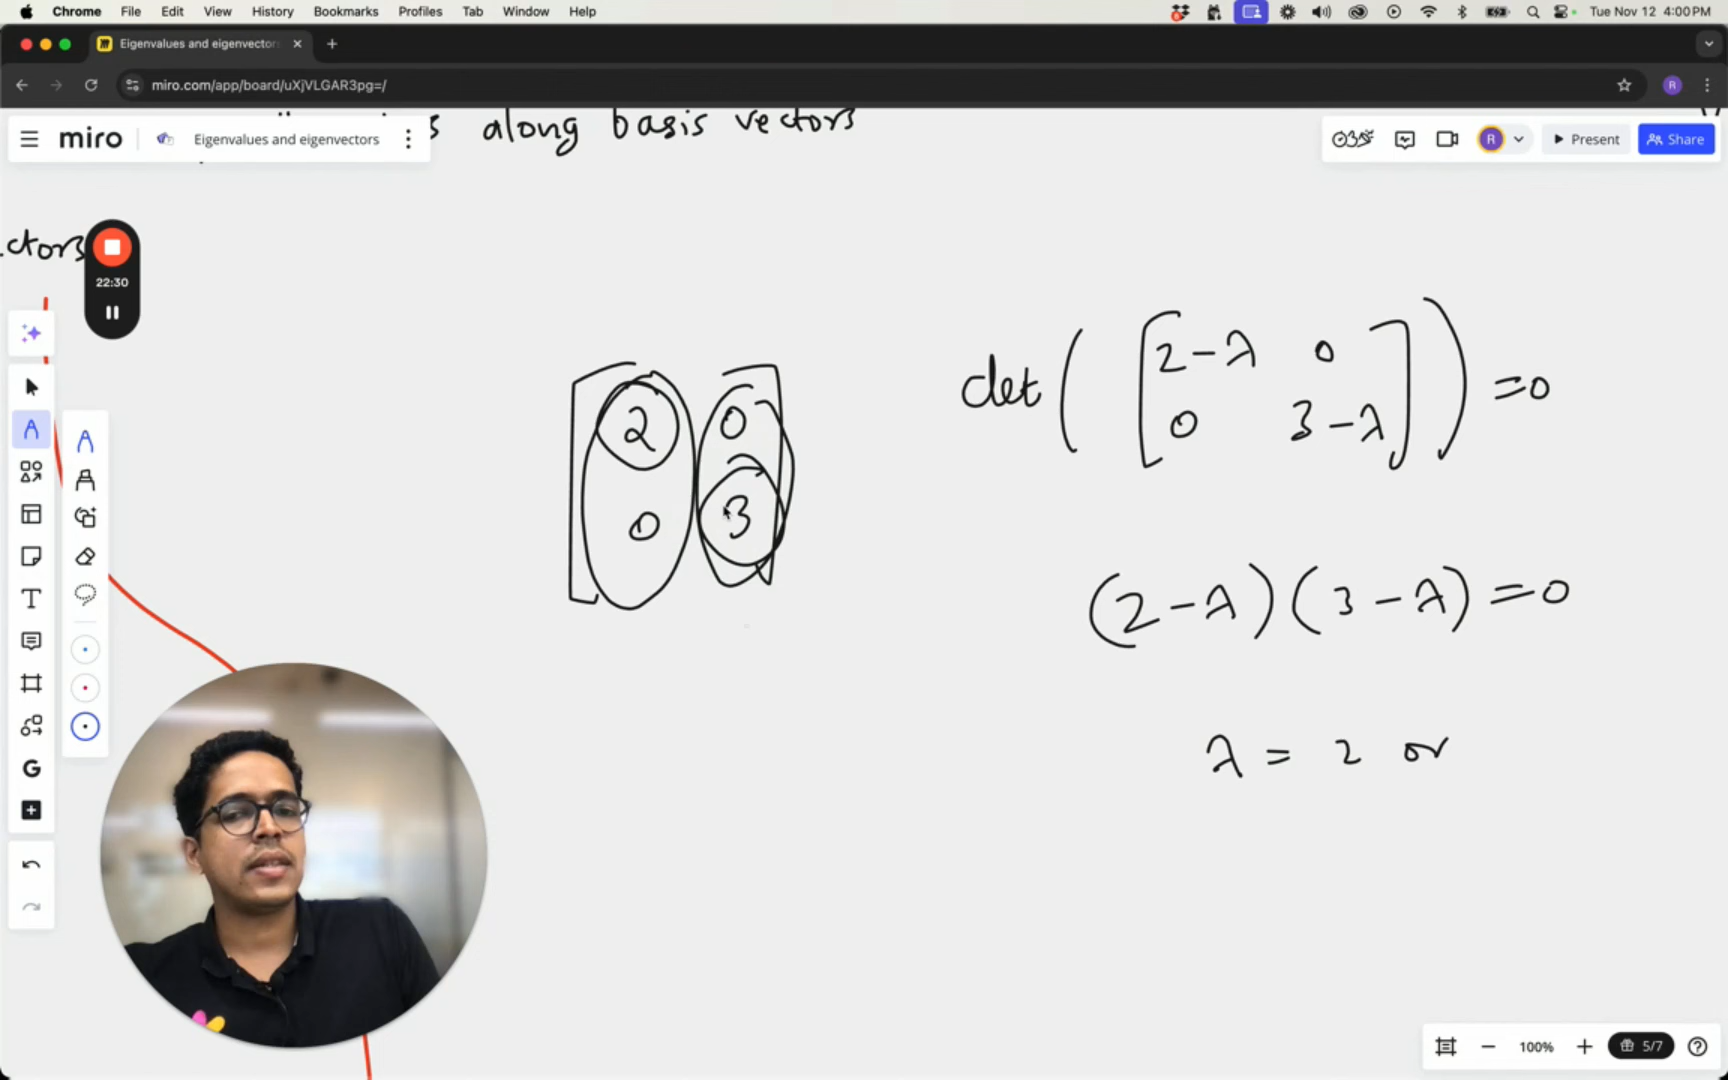 Chrome File Edit View History Bookmarks Profiles Tab Window Help Tue Nov 12 4:00 PM
Eigenvalues and eigenvector
miro.com/app/board/uXjVLGAR3pg=/ R
along basis vectors
miro Eigenvalues and eigenvectors R Present Share
ctors
22:30
[2 0
0 3]
det([2-λ 0
0 3-λ]) =0
(2-λ)(3-λ)=0
λ = 2 or
T
G
100% 5/7